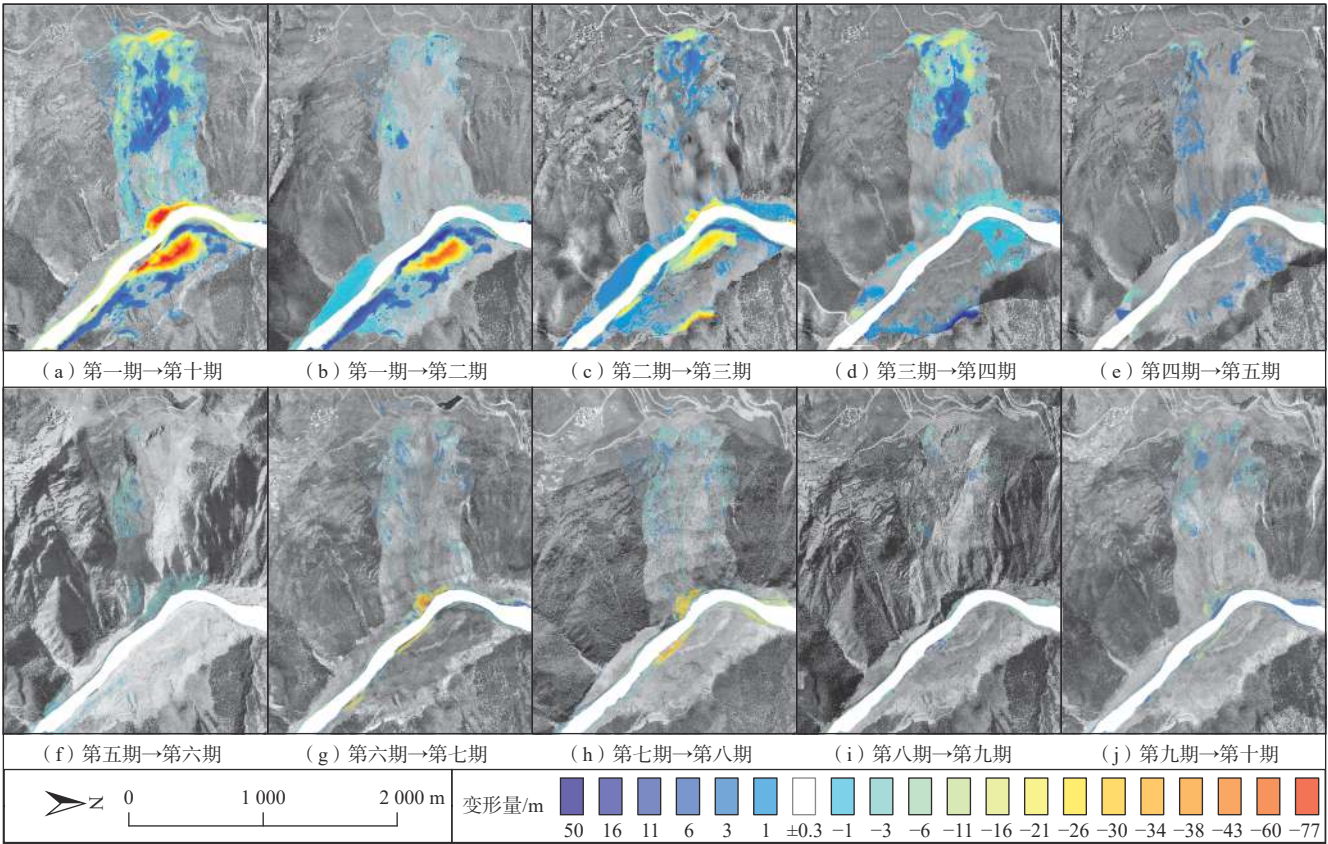 （a）第一期→第十期
（b）第一期→第二期
（c）第二期→第三期
（d）第三期→第四期
（e）第四期→第五期
（f）第五期→第六期
（g）第六期→第七期
（h）第七期→第八期
（i）第八期→第九期
（j）第九期→第十期
N 0 1 000 2 000 m
变形量/m
50 16 11 6 3 1 ±0.3 −1 −3 −6 −11 −16 −21 −26 −30 −34 −38 −43 −60 −77